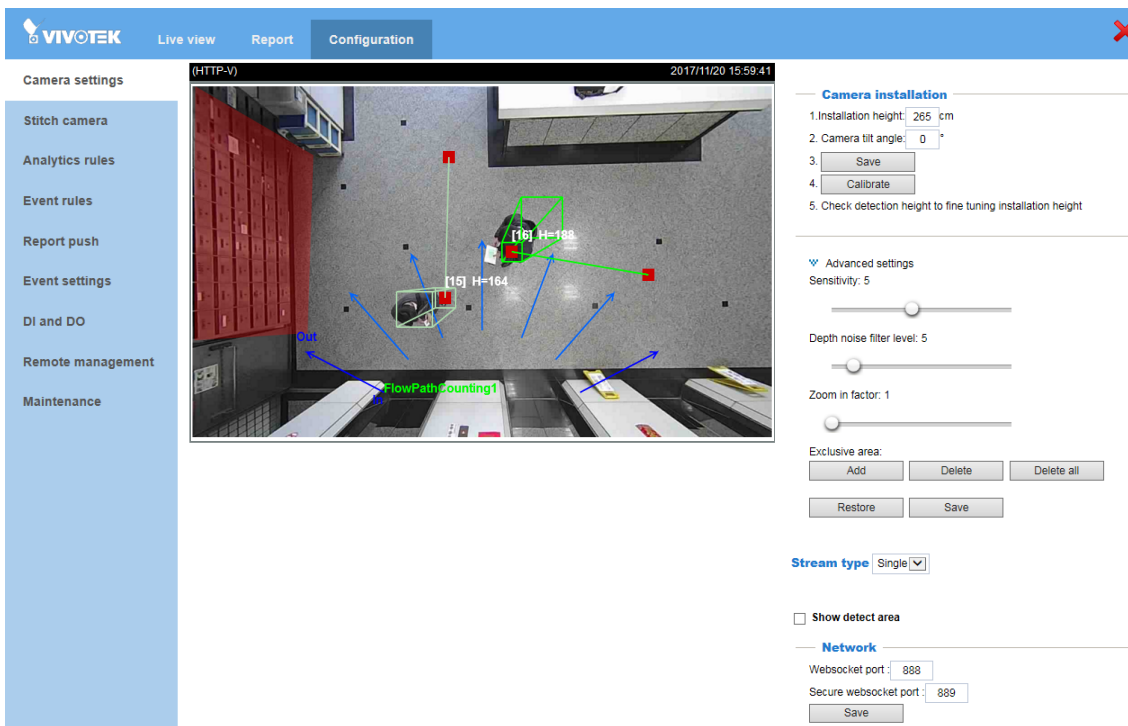 VIVOTEK
Live view
Report
Configuration
Camera settings
Stitch camera
Analytics rules
Event rules
Report push
Event settings
DI and DO
Remote management
Maintenance
(HTTP-V)
2017/11/20 15:59:41
[16] H=188
[15] H=164
Out
In
FlowPathCounting1
Camera installation
1.Installation height: 265 cm
2. Camera tilt angle: 0 °
3. Save
4. Calibrate
5. Check detection height to fine tuning installation height
Advanced settings
Sensitivity: 5
Depth noise filter level: 5
Zoom in factor: 1
Exclusive area:
Add Delete Delete all
Restore Save
Stream type Single
Show detect area
Network
Websocket port : 888
Secure websocket port : 889
Save